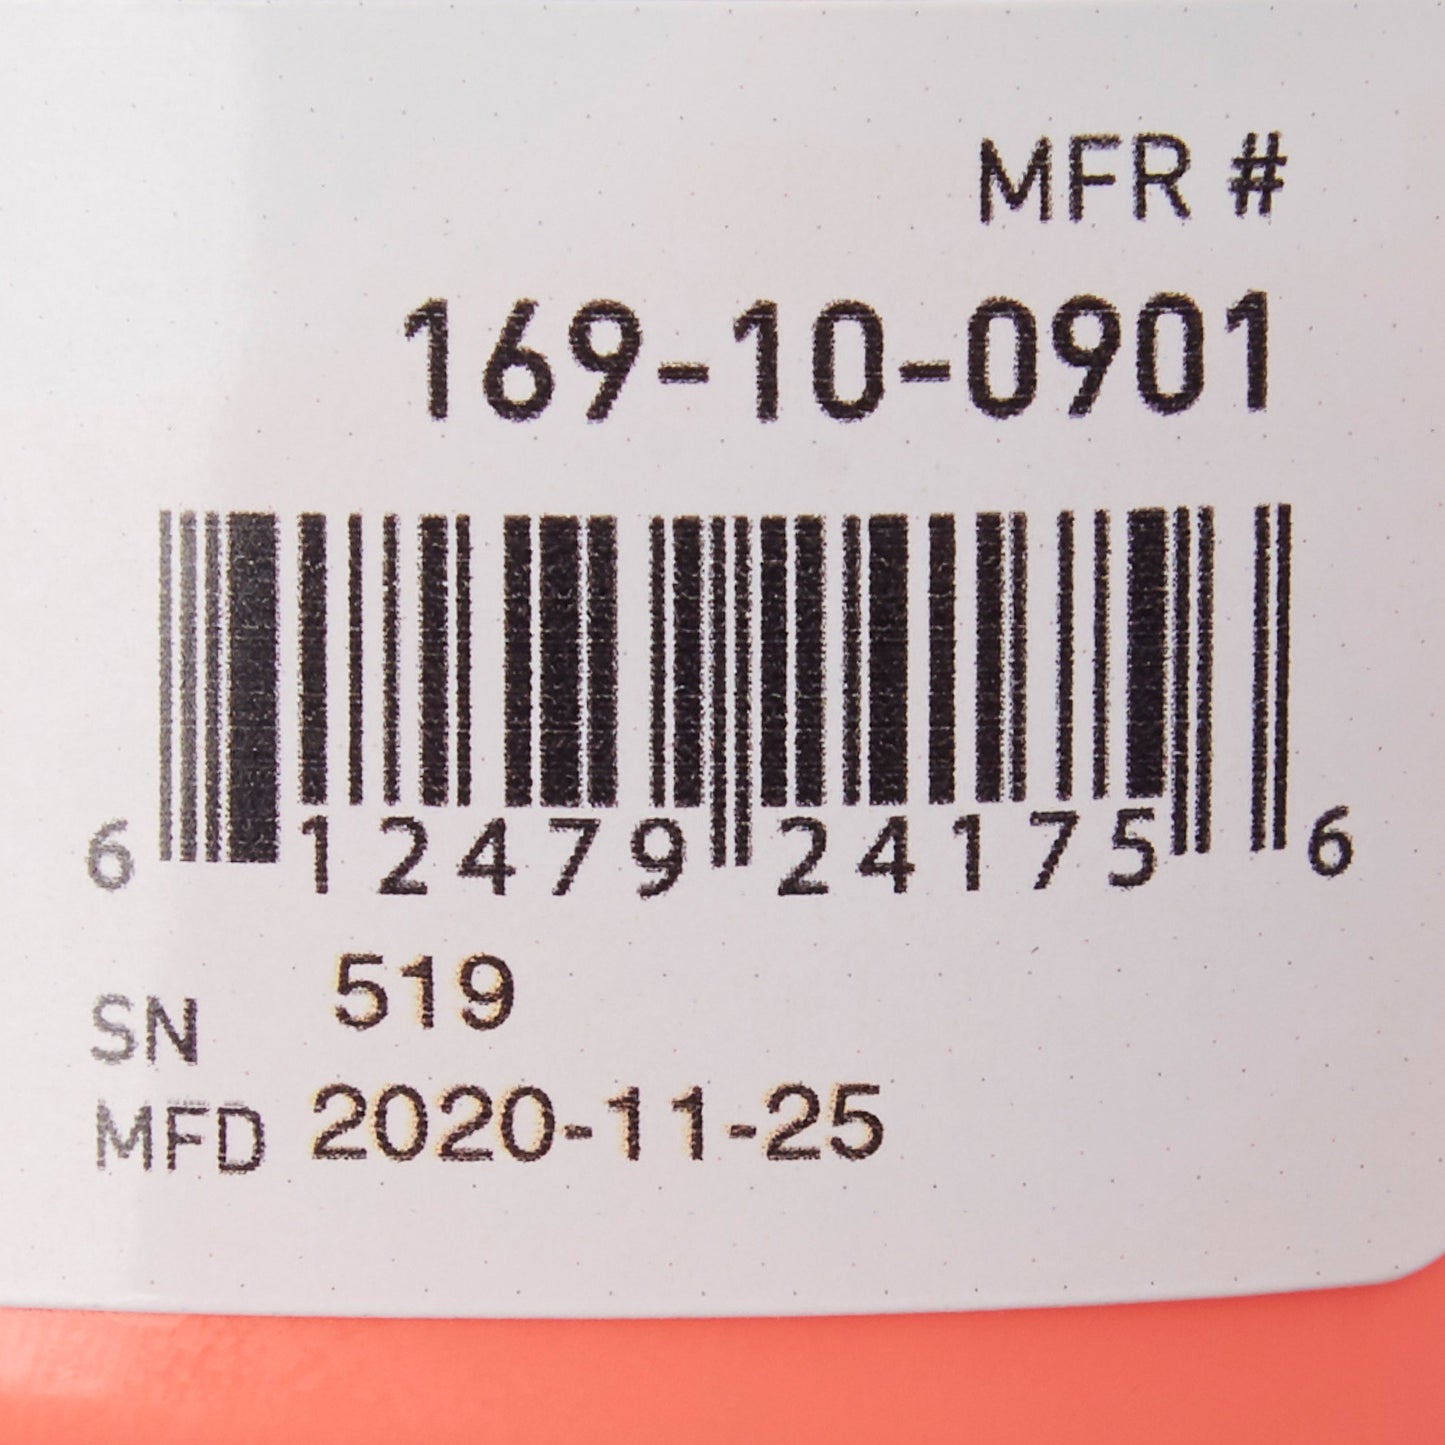 MFR #
169-10-0901
6 12479 24175 6
SN 519
MFD 2020-11-25